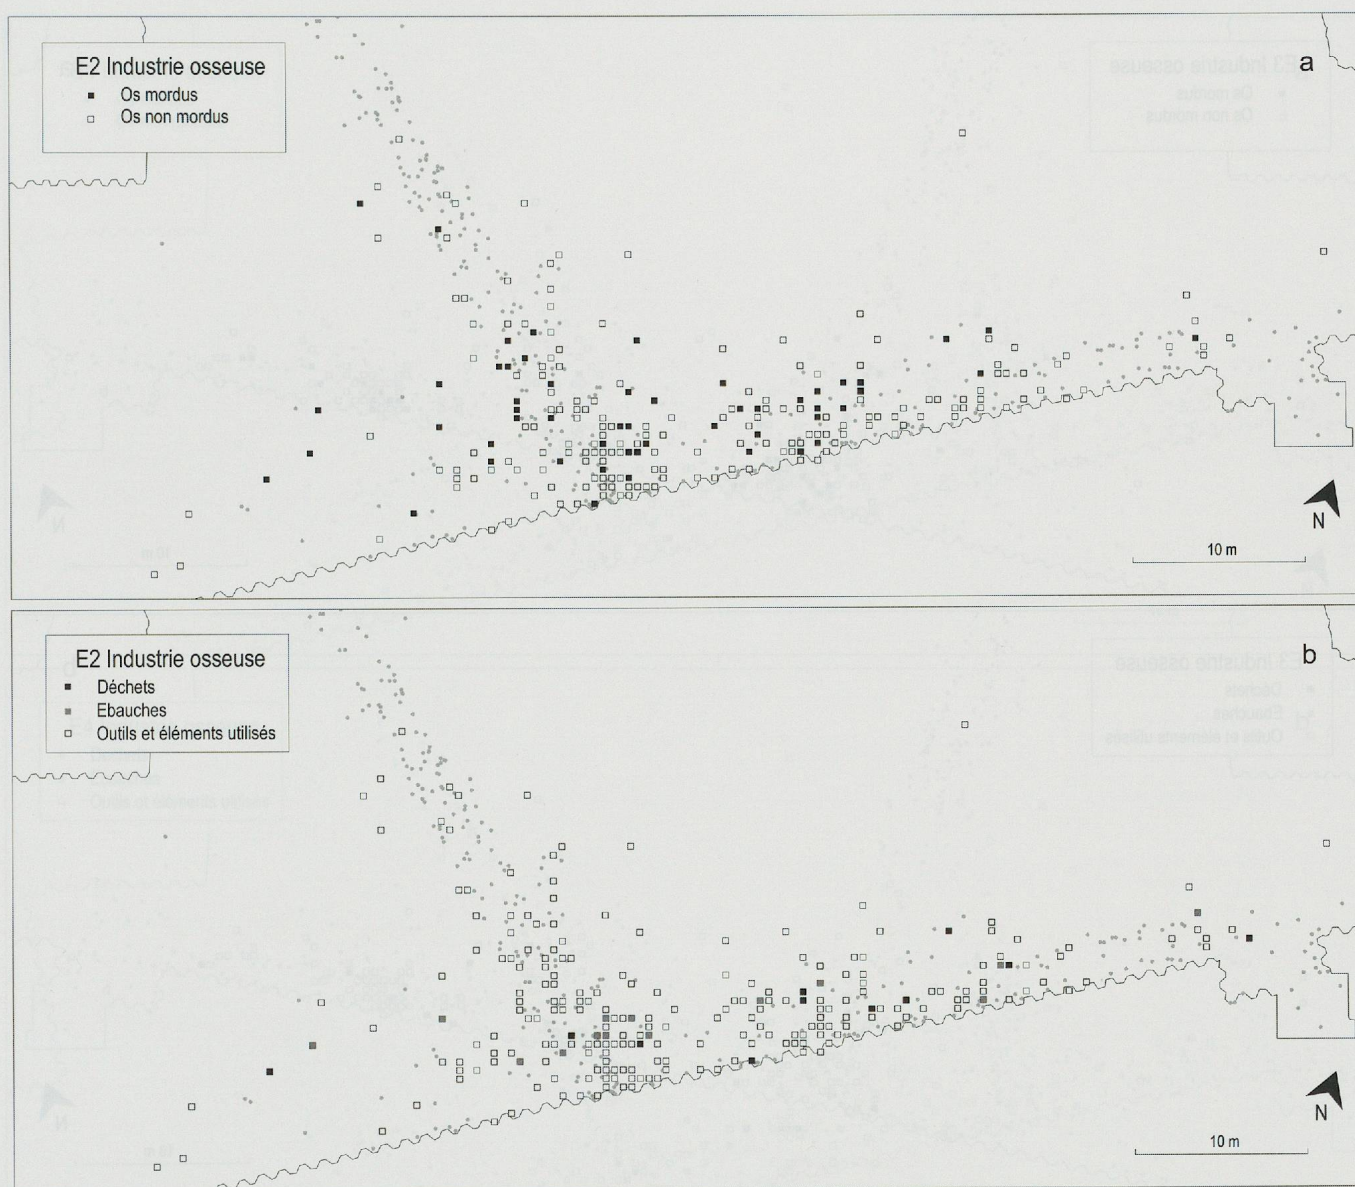 E2 Industrie osseuse
Os mordus
Os non mordus
a
N
10 m
E2 Industrie osseuse
Déchets
Ebauches
Outils et éléments utilisés
b
N
10 m